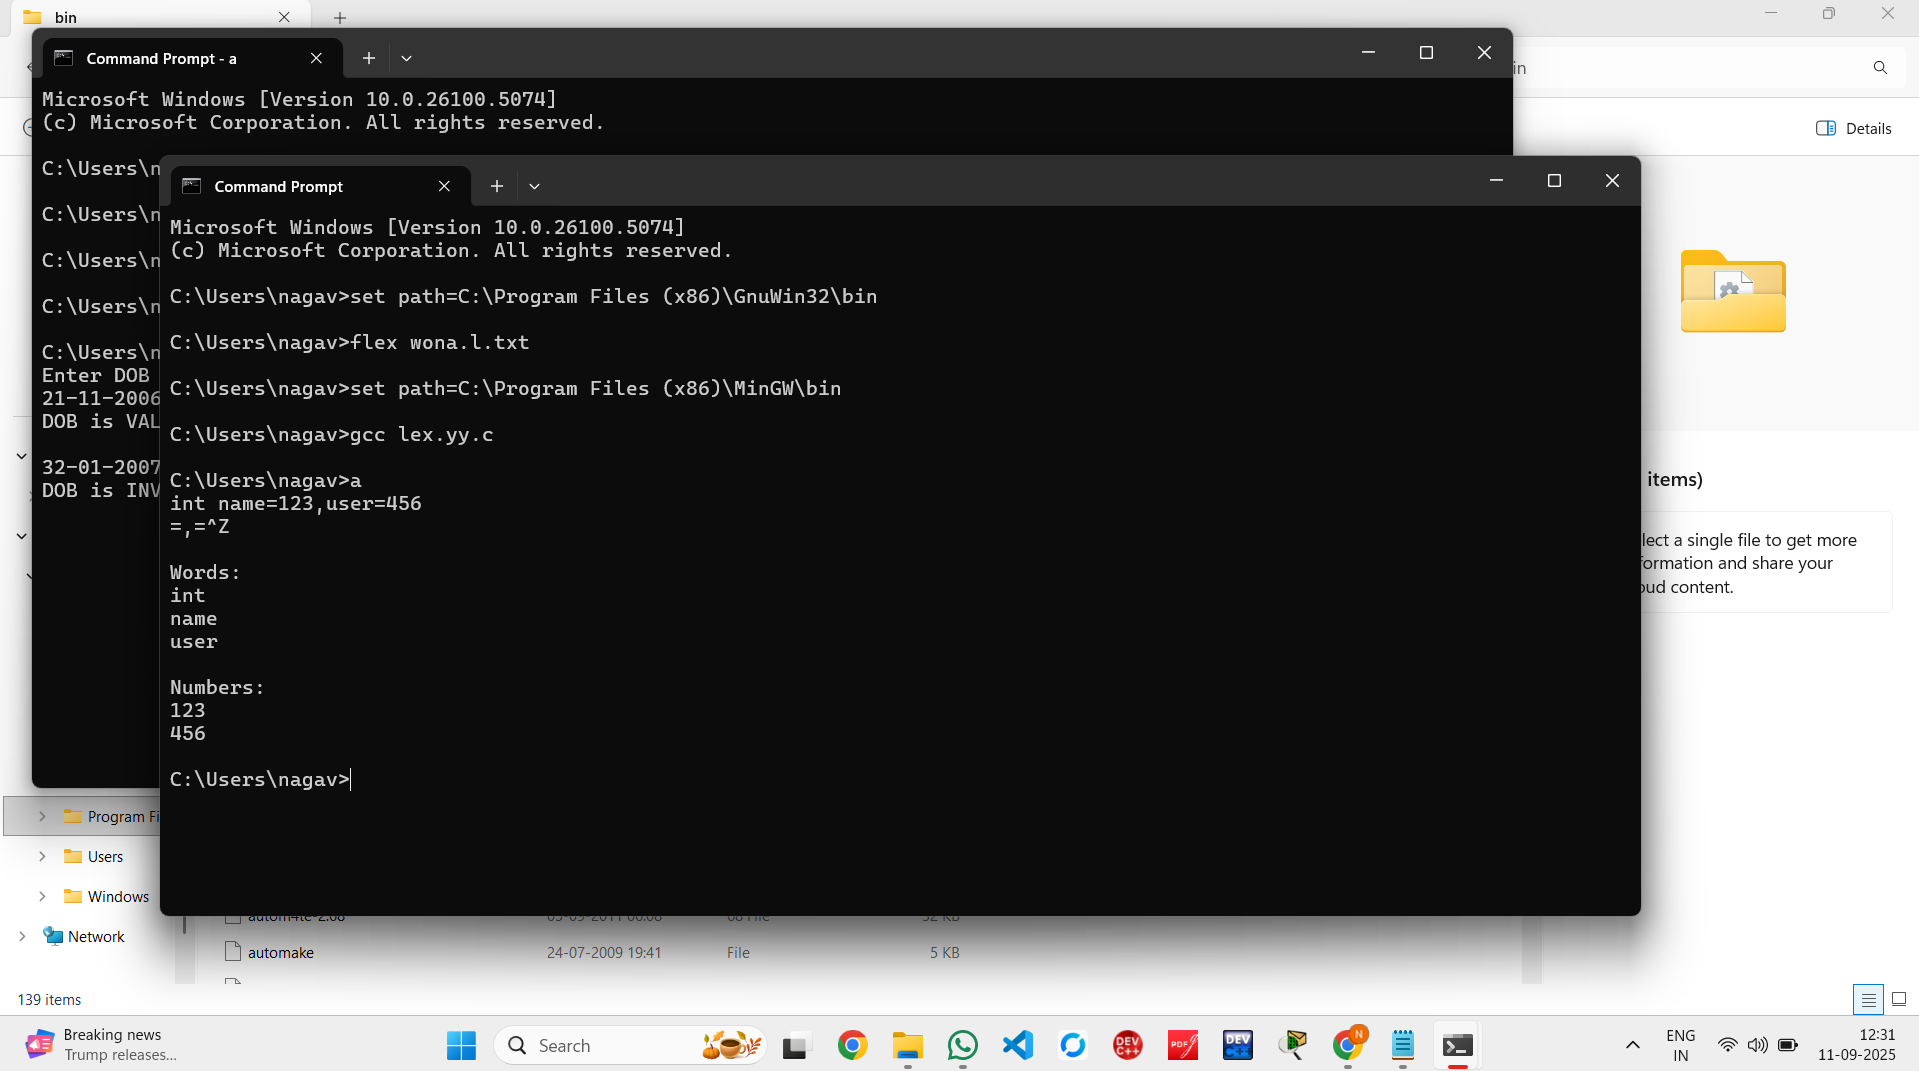 bin
Command Prompt - a
Microsoft Windows [Version 10.0.26100.5074]
(c) Microsoft Corporation. All rights reserved.
C:\Users\n
C:\Users\n
C:\Users\n
C:\Users\n
C:\Users\n
Enter DOB
21-11-2006
DOB is VAL
32-01-2007
DOB is INV
Command Prompt
Microsoft Windows [Version 10.0.26100.5074]
(c) Microsoft Corporation. All rights reserved.
C:\Users\nagav>set path=C:\Program Files (x86)\GnuWin32\bin
C:\Users\nagav>flex wona.l.txt
C:\Users\nagav>set path=C:\Program Files (x86)\MinGW\bin
C:\Users\nagav>gcc lex.yy.c
C:\Users\nagav>a
int name=123,user=456
=,=^Z
Words:
int
name
user
Numbers:
123
456
C:\Users\nagav>
in
Details
items)
lect a single file to get more
formation and share your
oud content.
Program Fi
Users
Windows
Network
automake 24-07-2009 19:41 File 5 KB
139 items
Breaking news
Trump releases...
Search
DEV C++
PDF
DEV C++
N
ENG
IN
12:31
11-09-2025